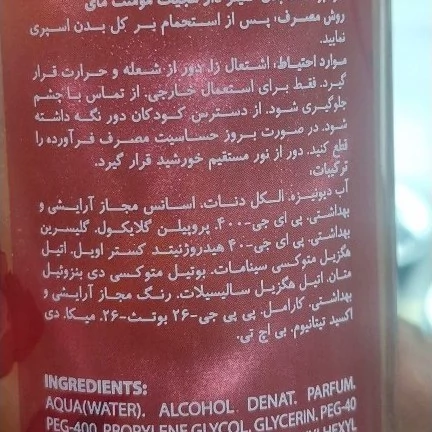 روش مصرف: پس از استحمام بر کل بدن اسپری
نمایید.
موارد احتیاط: اشتعال زا. دور از شعله و حرارت قرار
گیرد. فقط برای استعمال خارجی. از تماس با چشم
جلوگیری شود. از دسترس کودکان دور نگه داشته
شود. در صورت بروز حساسیت مصرف فرآورده را
قطع کنید. دور از نور مستقیم خورشید قرار گیرد.
ترکیبات:
آب دیونیزه. الکل دنات. اسانس مجاز آرایشی و
بهداشتی. پی ای جی-۴۰۰. پروپیلن گلایکول. گلیسرین
بهداشتی. پی ای جی-۴۰ هیدروژنیتد کستر اویل. اتیل
هگزیل متوکسی سینامات. بوتیل متوکسی دی بنزوئیل
متان. اتیل هگزیل سالیسیلات. رنگ مجاز آرایشی و
بهداشتی. کارامل. پی پی جی-۲۶ بوتث-۲۶. میکا. دی
اکسید تیتانیوم. بی اچ تی.
INGREDIENTS:
AQUA(WATER). ALCOHOL DENAT. PARFUM.
PEG-400. PROPYLENE GLYCOL. GLYCERIN. PEG-40